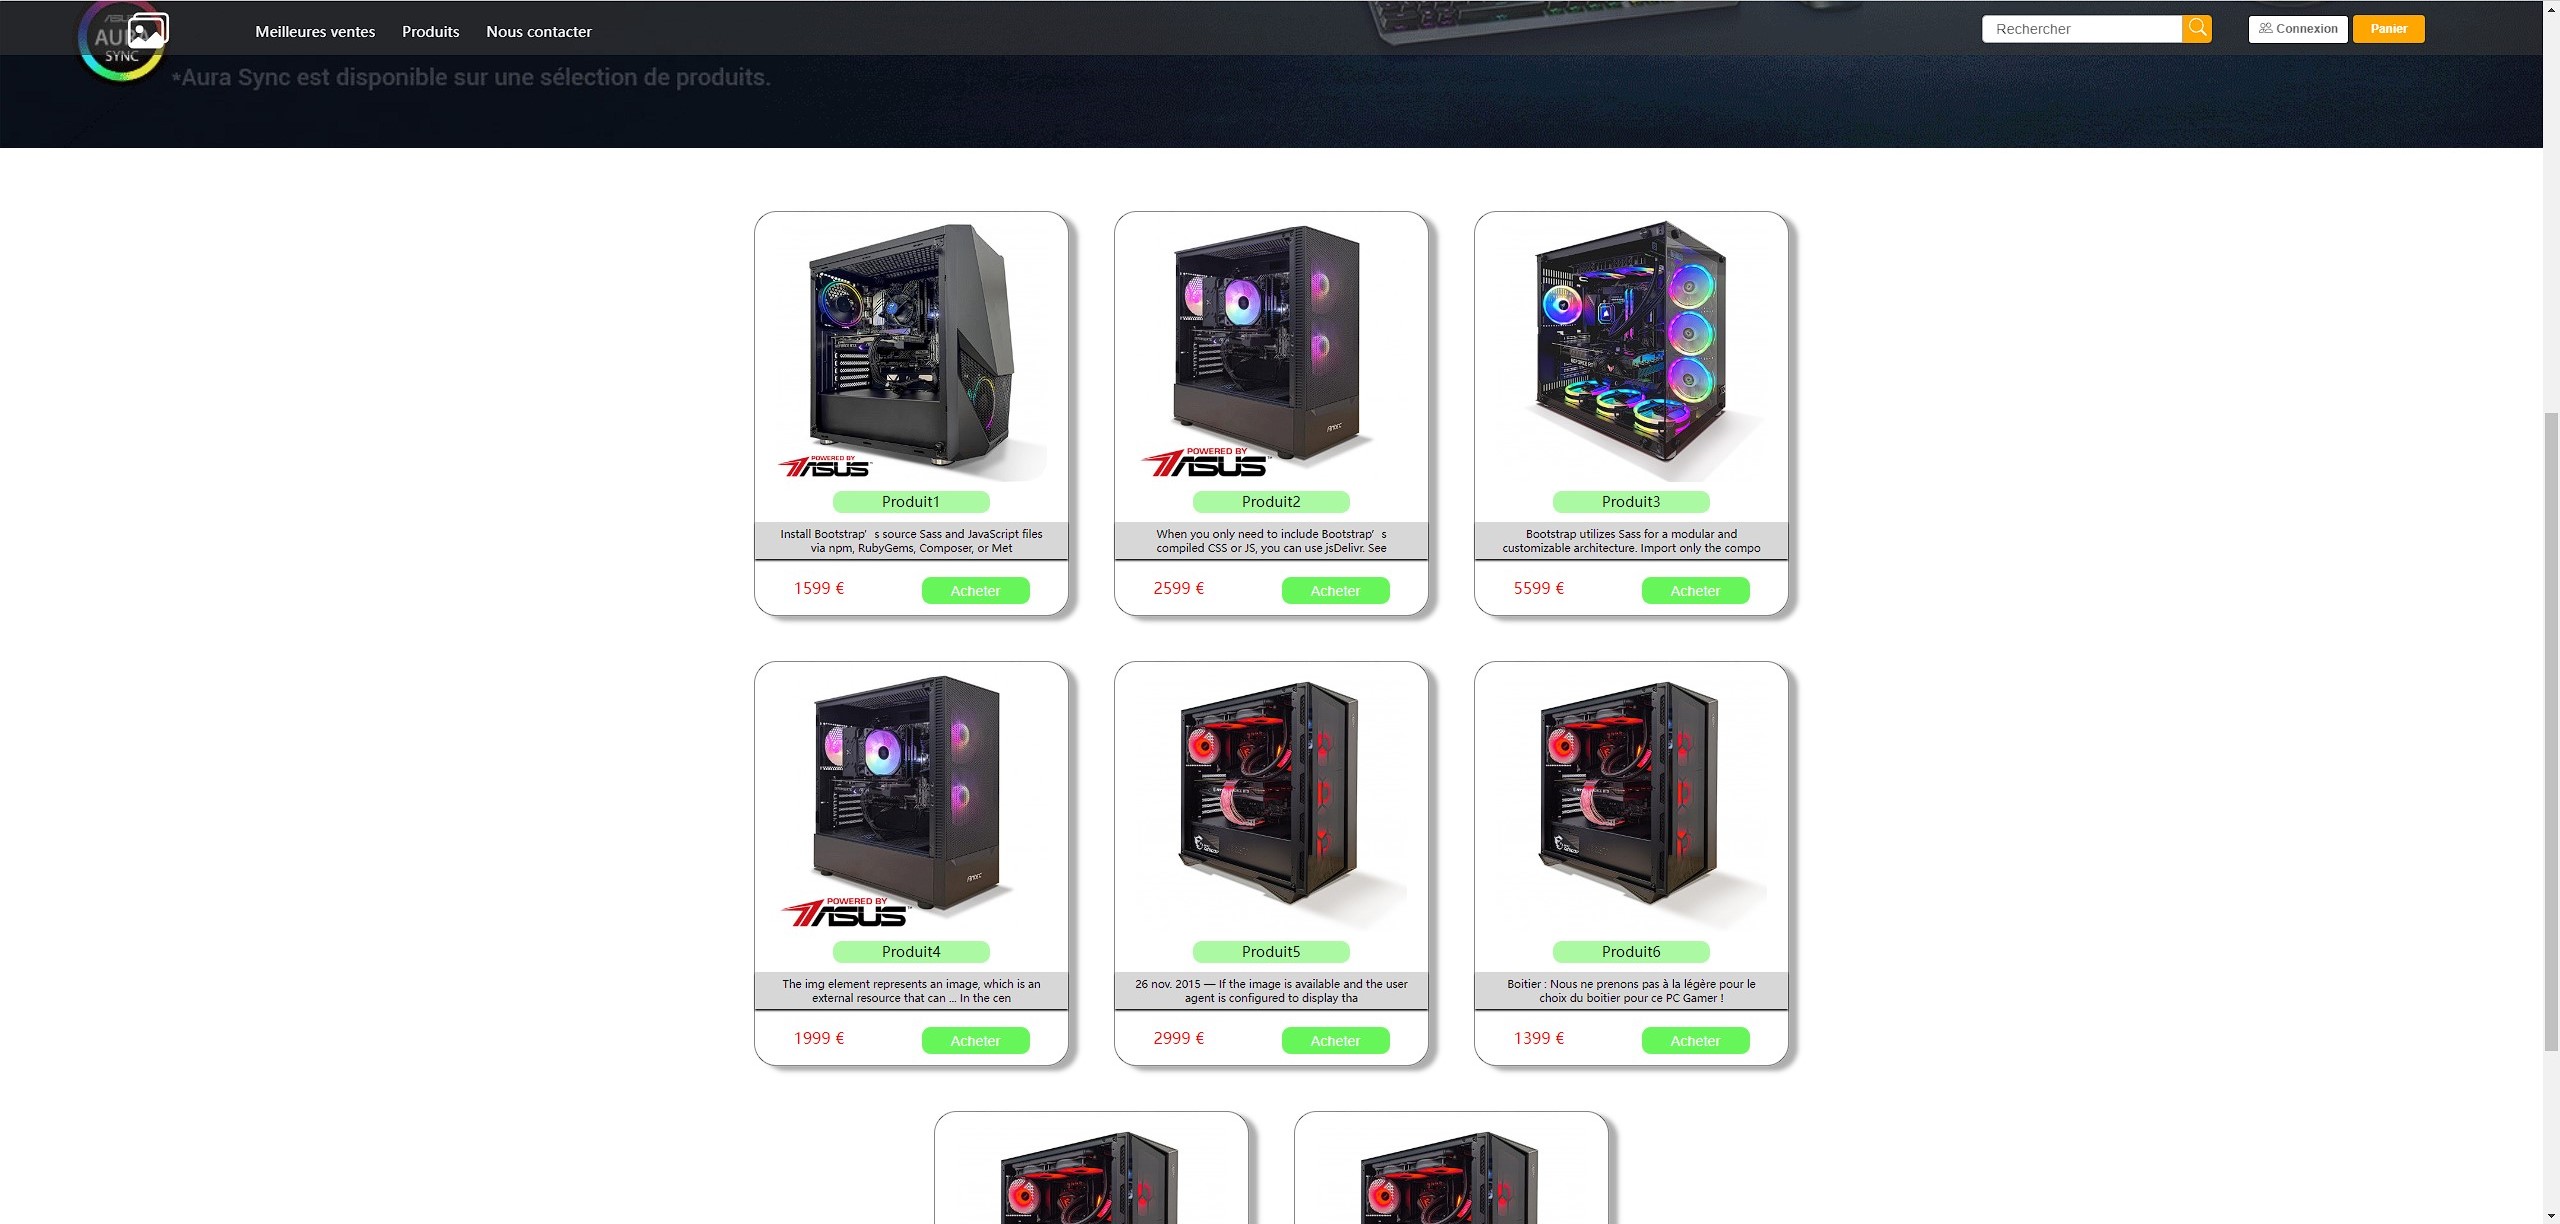 AURA
SYNC
Meilleures ventes
Produits
Nous contacter
Rechercher
Connexion
Panier
*Aura Sync est disponible sur une sélection de produits.
POWERED BY
ASUS
Produit1
Install Bootstrap’s source Sass and JavaScript files
via npm, RubyGems, Composer, or Met
1599 €
Acheter
Antec
POWERED BY
ASUS
Produit2
When you only need to include Bootstrap’s
compiled CSS or JS, you can use jsDelivr. See
2599 €
Acheter
Produit3
Bootstrap utilizes Sass for a modular and
customizable architecture. Import only the compo
5599 €
Acheter
Antec
POWERED BY
ASUS
Produit4
The img element represents an image, which is an
external resource that can ... In the cen
1999 €
Acheter
Produit5
26 nov. 2015 — If the image is available and the user
agent is configured to display tha
2999 €
Acheter
Produit6
Boitier : Nous ne prenons pas à la légère pour le
choix du boitier pour ce PC Gamer !
1399 €
Acheter